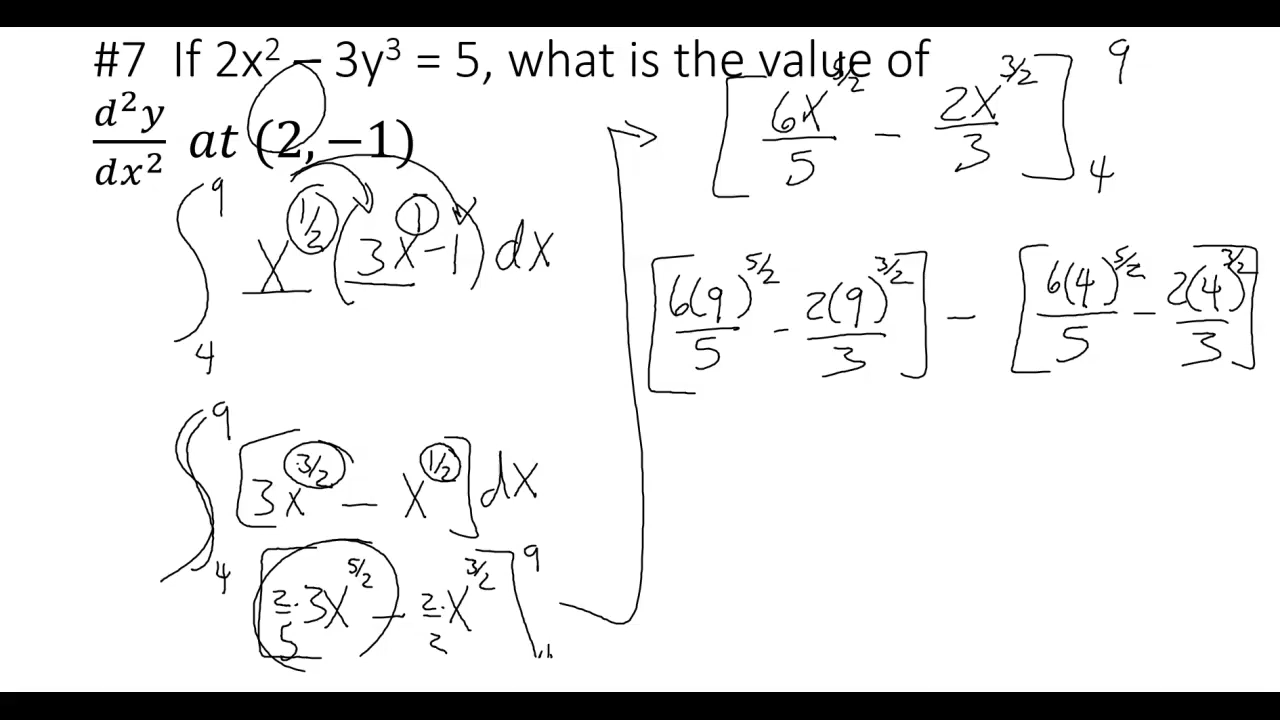 #7 If 2x² – 3y³ = 5, what is the value of
d²y/dx² at (2, −1)
∫₄⁹ x^(1/2) (3x^1 - 1) dx
∫₄⁹ [3x^(3/2) - x^(1/2)] dx
[2/5 · 3x^(5/2) - 2/2 · x^(3/2)]⁹
[6x^(5/2)/5 - 2x^(3/2)/3]₄⁹
[6(9)^(5/2)/5 - 2(9)^(3/2)/3] - [6(4)^(5/2)/5 - 2(4)^(3/2)/3]